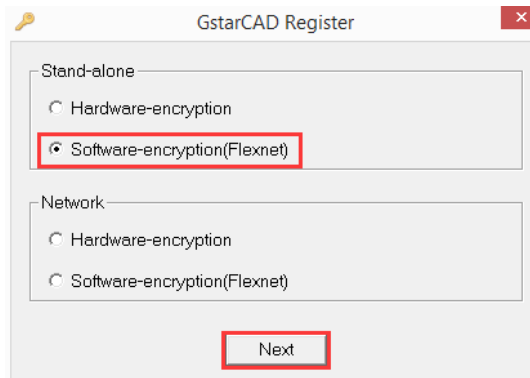 GstarCAD Register
Stand-alone
Hardware-encryption
Software-encryption(Flexnet)
Network
Hardware-encryption
Software-encryption(Flexnet)
Next